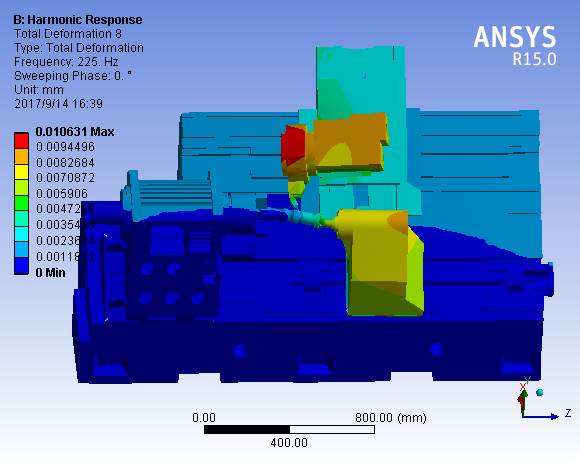 B: Harmonic Response
Total Deformation 8
Type: Total Deformation
Frequency: 225. Hz
Sweeping Phase: 0. °
Unit: mm
2017/9/14 16:39
ANSYS
R15.0
0.010631 Max
0.0094496
0.0082684
0.0070872
0.005906
0 Min
0.00
800.00 (mm)
400.00
X
Z